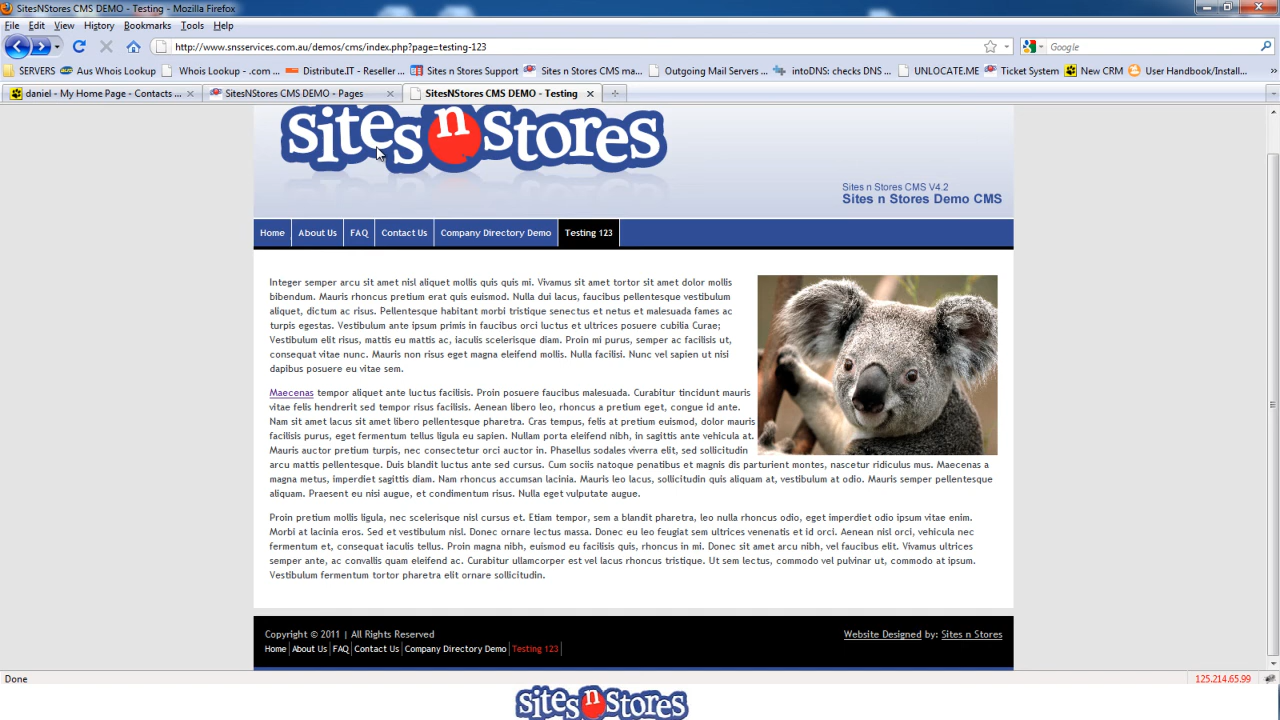 SitesNStores CMS DEMO - Testing - Mozilla Firefox
File Edit View History Bookmarks Tools Help
http://www.snsservices.com.au/demos/cms/index.php?page=testing-123
Google
SERVERS Aus Whois Lookup Whois Lookup - .com ... Distribute.IT - Reseller ... Sites n Stores Support Sites n Stores CMS ma... Outgoing Mail Servers ... intoDNS: checks DNS ... UNLOCATE.ME Ticket System New CRM User Handbook/Install... »
daniel - My Home Page - Contacts ... SitesNStores CMS DEMO - Pages SitesNStores CMS DEMO - Testing
sites n stores
Sites n Stores CMS V4.2
Sites n Stores Demo CMS
Home About Us FAQ Contact Us Company Directory Demo Testing 123
Integer semper arcu sit amet nisl aliquet mollis quis quis mi. Vivamus sit amet tortor sit amet dolor mollis
bibendum. Mauris rhoncus pretium erat quis euismod. Nulla dui lacus, faucibus pellentesque vestibulum
aliquet, dictum ac risus. Pellentesque habitant morbi tristique senectus et netus et malesuada fames ac
turpis egestas. Vestibulum ante ipsum primis in faucibus orci luctus et ultrices posuere cubilia Curae;
Vestibulum elit risus, mattis eu mattis ac, iaculis scelerisque diam. Proin mi purus, semper ac facilisis ut,
consequat vitae nunc. Mauris non risus eget magna eleifend mollis. Nulla facilisi. Nunc vel sapien ut nisi
dapibus posuere eu vitae sem.
Maecenas tempor aliquet ante luctus facilisis. Proin posuere faucibus malesuada. Curabitur tincidunt mauris
vitae felis hendrerit sed tempor risus facilisis. Aenean libero leo, rhoncus a pretium eget, congue id ante.
Nam sit amet lacus sit amet libero pellentesque pharetra. Cras tempus, felis at pretium euismod, dolor mauris
facilisis purus, eget fermentum tellus ligula eu sapien. Nullam porta eleifend nibh, in sagittis ante vehicula at.
Mauris auctor pretium turpis, nec consectetur orci auctor in. Phasellus sodales viverra elit, sed sollicitudin
arcu mattis pellentesque. Duis blandit luctus ante sed cursus. Cum sociis natoque penatibus et magnis dis parturient montes, nascetur ridiculus mus. Maecenas a
magna metus, imperdiet sagittis diam. Nam rhoncus accumsan lacinia. Mauris leo lacus, sollicitudin quis aliquam at, vestibulum at odio. Mauris semper pellentesque
aliquam. Praesent eu nisi augue, et condimentum risus. Nulla eget vulputate augue.
Proin pretium mollis ligula, nec scelerisque nisl cursus et. Etiam tempor, sem a blandit pharetra, leo nulla rhoncus odio, eget imperdiet odio ipsum vitae enim.
Morbi at lacinia eros. Sed et vestibulum nisl. Donec ornare lectus massa. Donec eu leo feugiat sem ultrices venenatis et id orci. Aenean nisl orci, vehicula nec
fermentum et, consequat iaculis tellus. Proin magna nibh, euismod eu facilisis quis, rhoncus in mi. Donec sit amet arcu nibh, vel faucibus elit. Vivamus ultrices
semper ante, ac convallis quam eleifend ac. Curabitur ullamcorper est vel lacus rhoncus tristique. Ut sem lectus, commodo vel pulvinar ut, commodo at ipsum.
Vestibulum fermentum tortor pharetra elit ornare sollicitudin.
Copyright © 2011 | All Rights Reserved
Website Designed by: Sites n Stores
Home About Us FAQ Contact Us Company Directory Demo Testing 123
Done
125.214.65.99
sites n stores